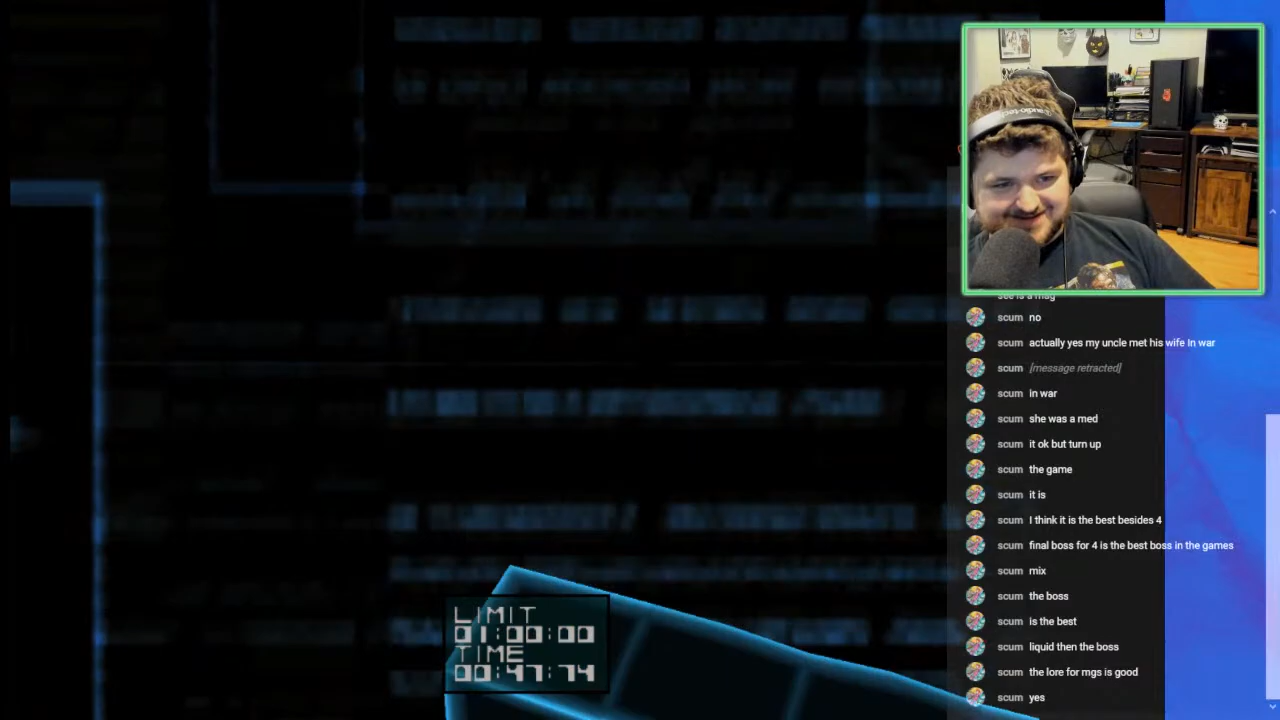 scum no
scum actually yes my uncle met his wife In war
scum [message retracted]
scum in war
scum she was a med
scum it ok but turn up
scum the game
scum it is
scum I think it is the best besides 4
scum final boss for 4 is the best boss in the games
scum mix
scum the boss
scum is the best
scum liquid then the boss
scum the lore for mgs is good
scum yes
LIMIT
01:00:00
TIME
00:47:74